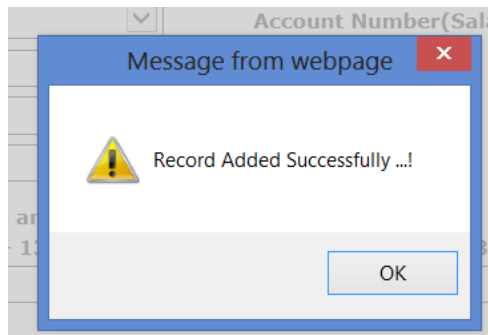 Account Number(Sal
Message from webpage
x
Record Added Successfully ...!
OK